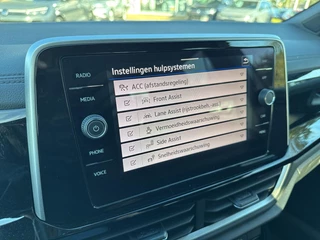 RADIO
MEDIA
PHONE
VOICE
Instellingen hulpsystemen
ACC (afstandsregeling)
Front Assist
Lane Assist (rijstrookbeh.
Vermoeidheidswaarschuwing
Side Assist
Snelheidswaarschuwing